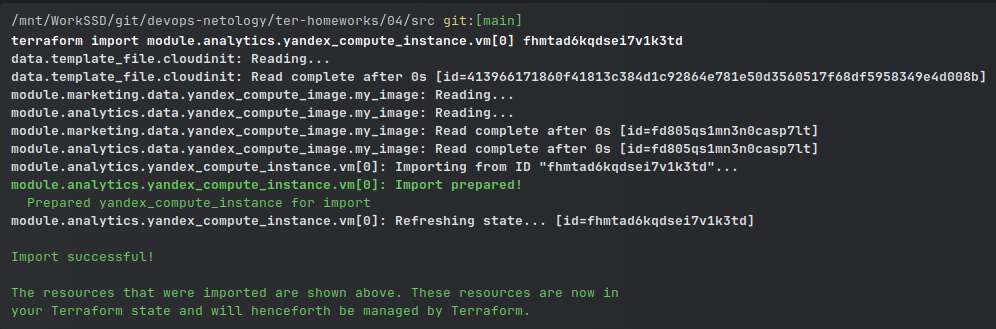 /mnt/WorkSSD/git/devops-netology/ter-homeworks/04/src git:[main]
terraform import module.analytics.yandex_compute_instance.vm[0] fhmtad6kqdsei7v1k3td
data.template_file.cloudinit: Reading...
data.template_file.cloudinit: Read complete after 0s [id=413966171860f41813c384d1c92864e781e50d3560517f68df5958349e4d008b]
module.marketing.data.yandex_compute_image.my_image: Reading...
module.analytics.data.yandex_compute_image.my_image: Reading...
module.marketing.data.yandex_compute_image.my_image: Read complete after 0s [id=fd805qs1mn3n0casp7lt]
module.analytics.data.yandex_compute_image.my_image: Read complete after 0s [id=fd805qs1mn3n0casp7lt]
module.analytics.yandex_compute_instance.vm[0]: Importing from ID "fhmtad6kqdsei7v1k3td"...
module.analytics.yandex_compute_instance.vm[0]: Import prepared!
  Prepared yandex_compute_instance for import
module.analytics.yandex_compute_instance.vm[0]: Refreshing state... [id=fhmtad6kqdsei7v1k3td]
Import successful!
The resources that were imported are shown above. These resources are now in
your Terraform state and will henceforth be managed by Terraform.